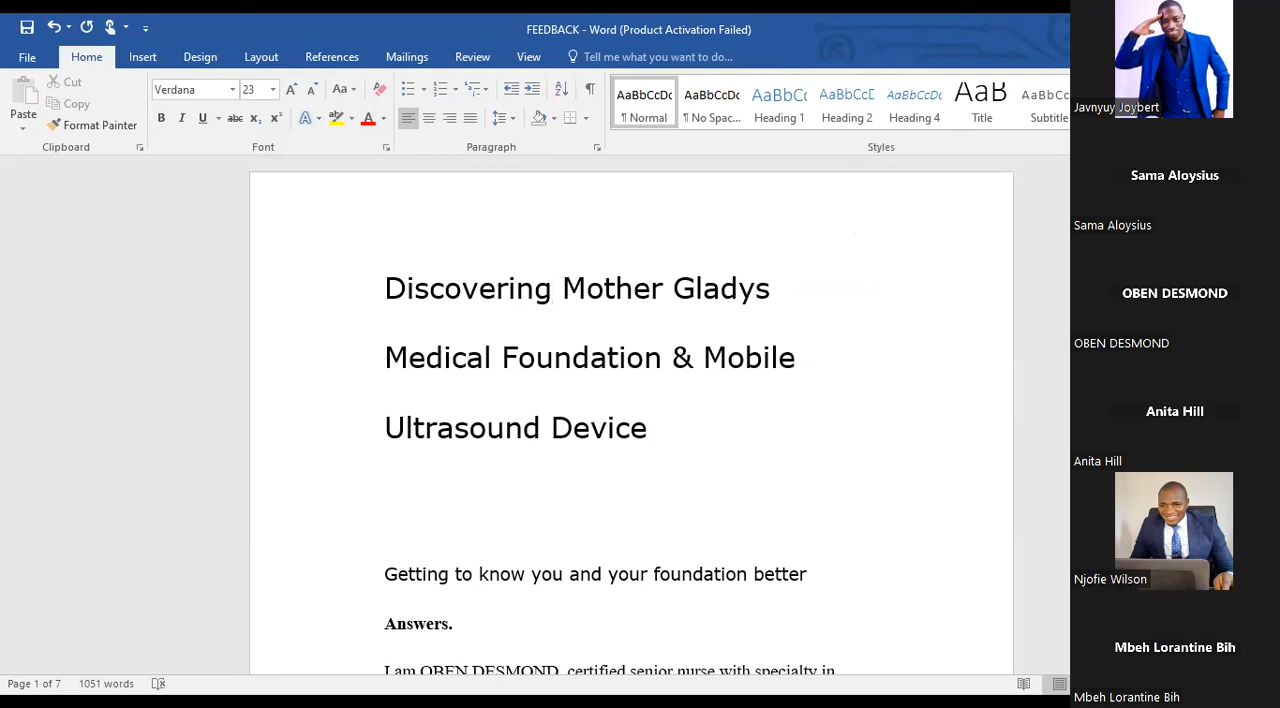 FEEDBACK - Word (Product Activation Failed)
File Home Insert Design Layout References Mailings Review View Tell me what you want to do...
Cut
Copy
Paste
Format Painter
Clipboard
Verdana 23
Font
Paragraph
AaBbCcDc AaBbCcDc AaBbCc AaBbCcE AaBbCcDc AaB AaBbCc
¶ Normal ¶ No Spac... Heading 1 Heading 2 Heading 4 Title Subtitle
Styles
Discovering Mother Gladys
Medical Foundation & Mobile
Ultrasound Device
Getting to know you and your foundation better
Answers.
I am OBEN DESMOND, certified senior nurse with specialty in
Page 1 of 7 1051 words
Javnyuy Joybert
Sama Aloysius
Sama Aloysius
OBEN DESMOND
OBEN DESMOND
Anita Hill
Anita Hill
Njofie Wilson
Mbeh Lorantine Bih
Mbeh Lorantine Bih